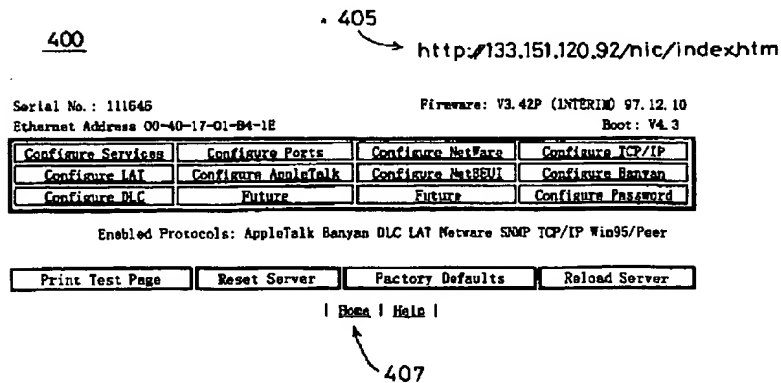 405
400
http://133.151.120.92/nic/index.htm
Serial No.: 111646 Firmware: V3.42P (INTERIM) 97.12.10
Ethernet Address 00-40-17-01-B4-1E Boot: V4.3
Configure Services Configure Ports Configure NetWare Configure TCP/IP
Configure LAT Configure AppleTalk Configure NetBEUI Configure Banyan
Configure DLC Future Future Configure Password
Enabled Protocols: AppleTalk Banyan DLC LAT Netware SNMP TCP/IP Win95/Peer
Print Test Page Reset Server Factory Defaults Reload Server
| Home | Help |
407